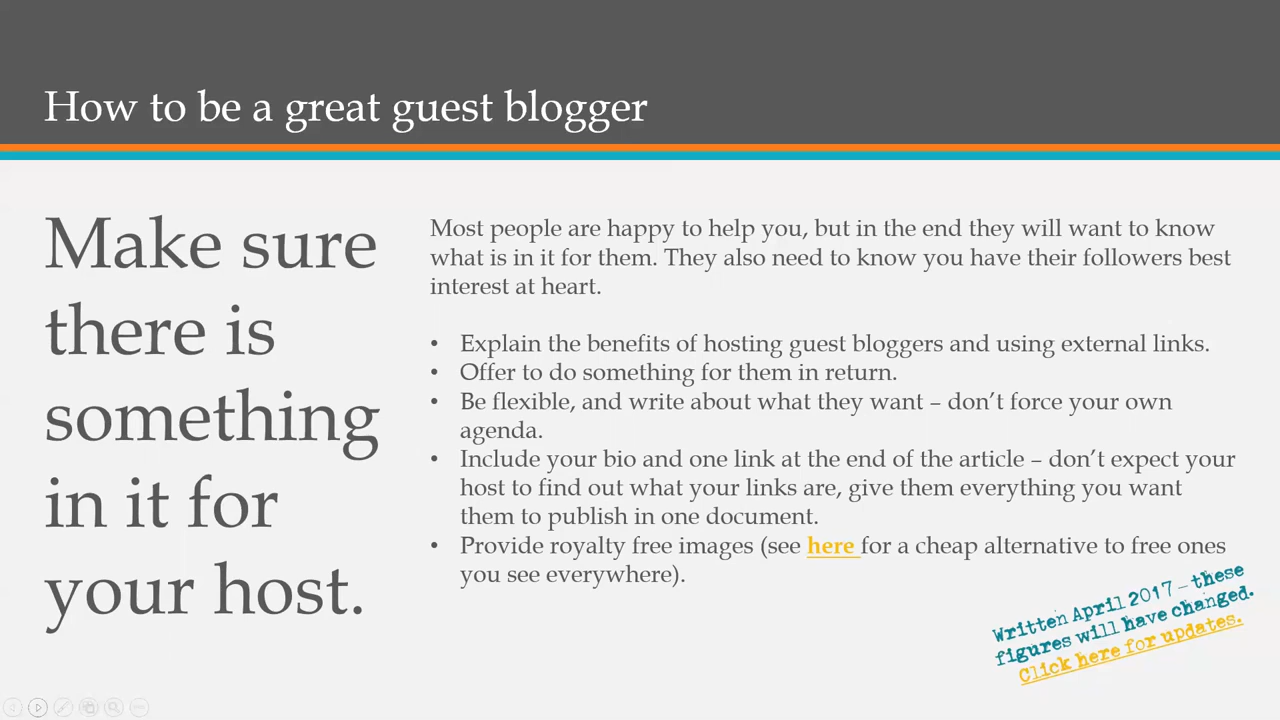 How to be a great guest blogger
Make sure
there is
something
in it for
your host.
Most people are happy to help you, but in the end they will want to know
what is in it for them. They also need to know you have their followers best
interest at heart.
• Explain the benefits of hosting guest bloggers and using external links.
• Offer to do something for them in return.
• Be flexible, and write about what they want – don’t force your own
agenda.
• Include your bio and one link at the end of the article – don’t expect your
host to find out what your links are, give them everything you want
them to publish in one document.
• Provide royalty free images (see here for a cheap alternative to free ones
you see everywhere).
Written April 2017 – these
figures will have changed.
Click here for updates.